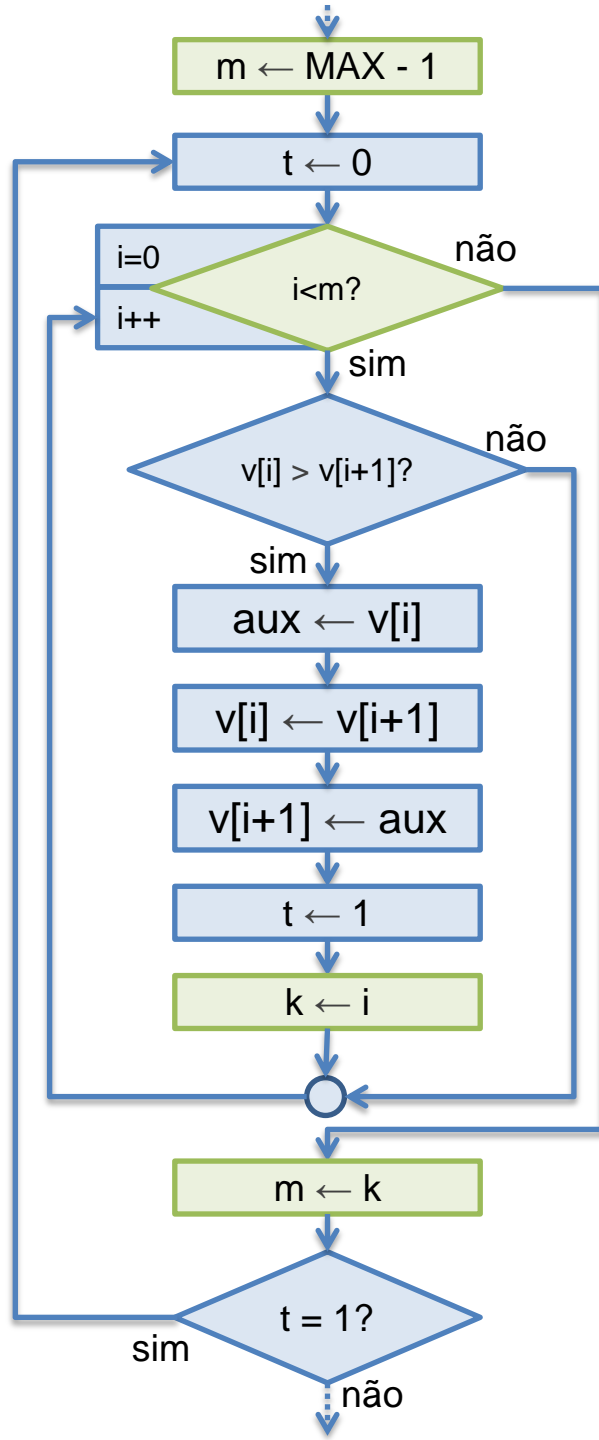 m ← MAX - 1
t ← 0
não
i=0
i<m?
i++
sim
não
v[i] > v[i+1]?
sim
aux ← v[i]
v[i] ← v[i+1]
v[i+1] ← aux
t ← 1
k ← i
m ← k
t = 1?
sim
não